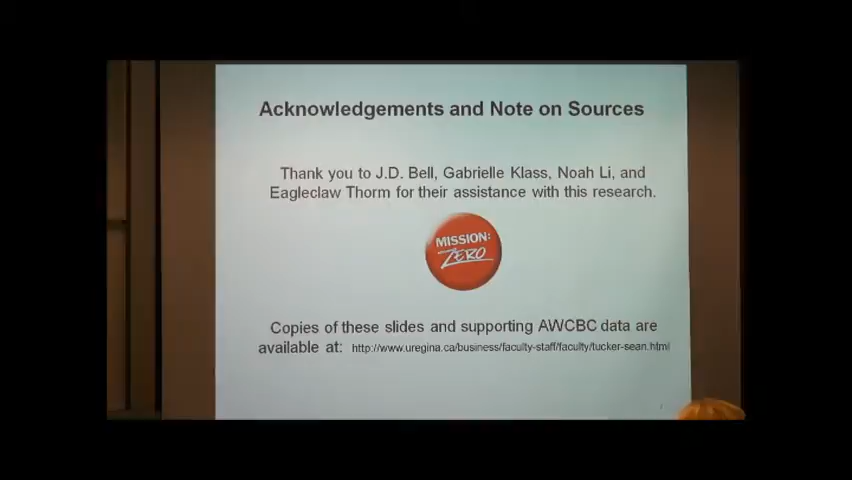 Acknowledgements and Note on Sources
Thank you to J.D. Bell, Gabrielle Klass, Noah Li, and
Eagleclaw Thorm for their assistance with this research.
MISSION:
ZERO
Copies of these slides and supporting AWCBC data are
available at: http://www.uregina.ca/business/faculty-staff/faculty/tucker-sean.html